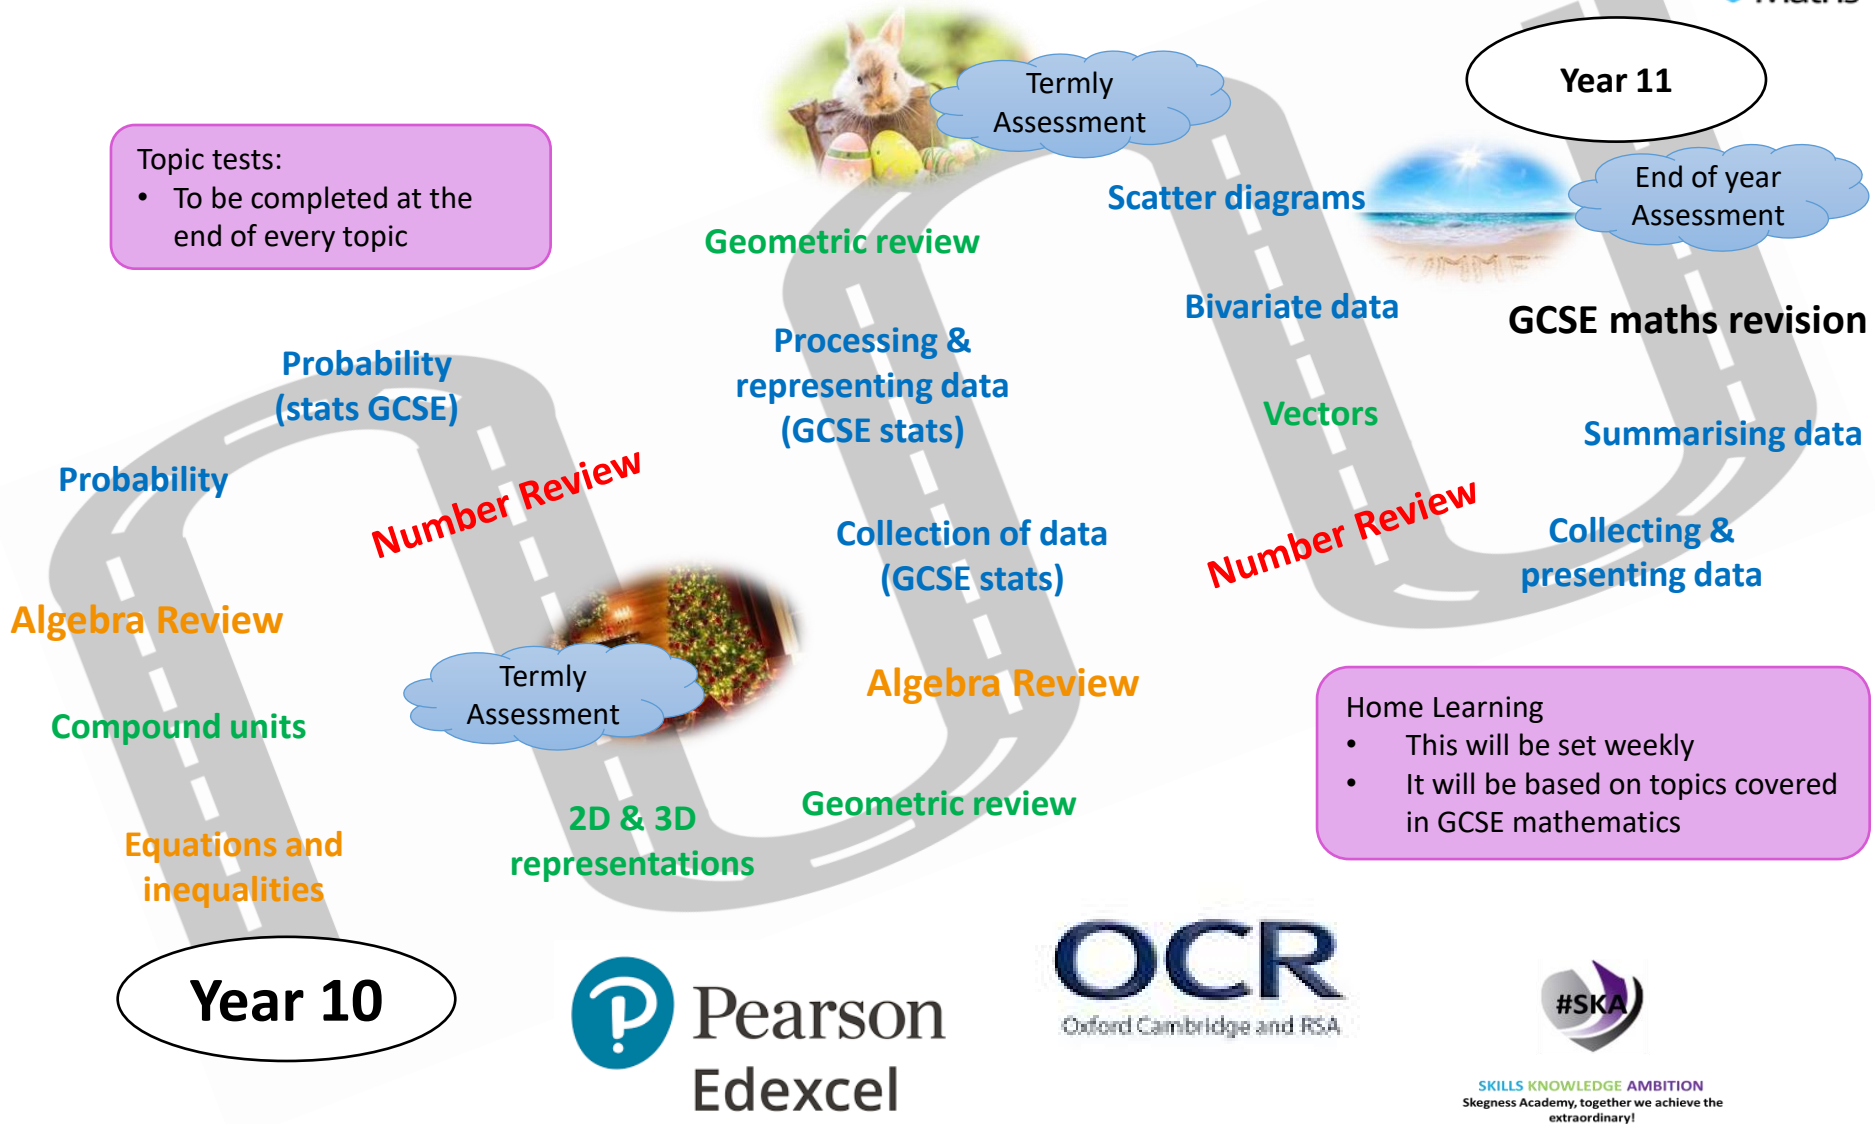 Maths
Year 11
Termly
Assessment
Topic tests:
• To be completed at the
end of every topic
End of year
Assessment
Scatter diagrams
Geometric review
Bivariate data
GCSE maths revision
Processing &
representing data
(GCSE stats)
Probability
(stats GCSE)
Vectors
Summarising data
Probability
Number Review
Collection of data
(GCSE stats)
Number Review
Collecting &
presenting data
Algebra Review
Termly
Assessment
Algebra Review
Compound units
Home Learning
• This will be set weekly
• It will be based on topics covered
in GCSE mathematics
Geometric review
2D & 3D
representations
Equations and
inequalities
Year 10
Pearson
Edexcel
OCR
Oxford Cambridge and RSA
#SKA
SKILLS KNOWLEDGE AMBITION
Skegness Academy, together we achieve the
extraordinary!